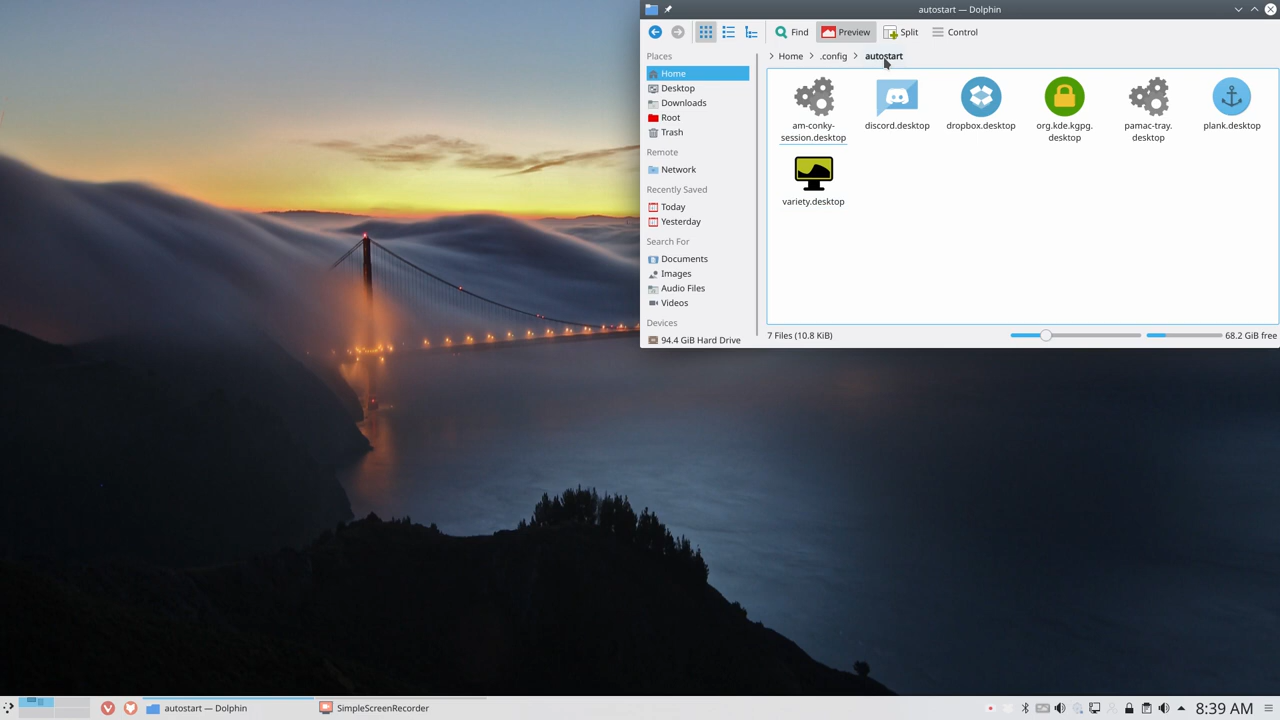 autostart — Dolphin
Find
Preview
Split
Control
Places
Home
Desktop
Downloads
Root
Trash
Remote
Network
Recently Saved
Today
Yesterday
Search For
Documents
Images
Audio Files
Videos
Devices
94.4 GiB Hard Drive
Home
.config
autostart
am-conky-
session.desktop
discord.desktop
dropbox.desktop
org.kde.kgpg.
desktop
pamac-tray.
desktop
plank.desktop
variety.desktop
7 Files (10.8 KiB)
68.2 GiB free
autostart — Dolphin
SimpleScreenRecorder
8:39 AM